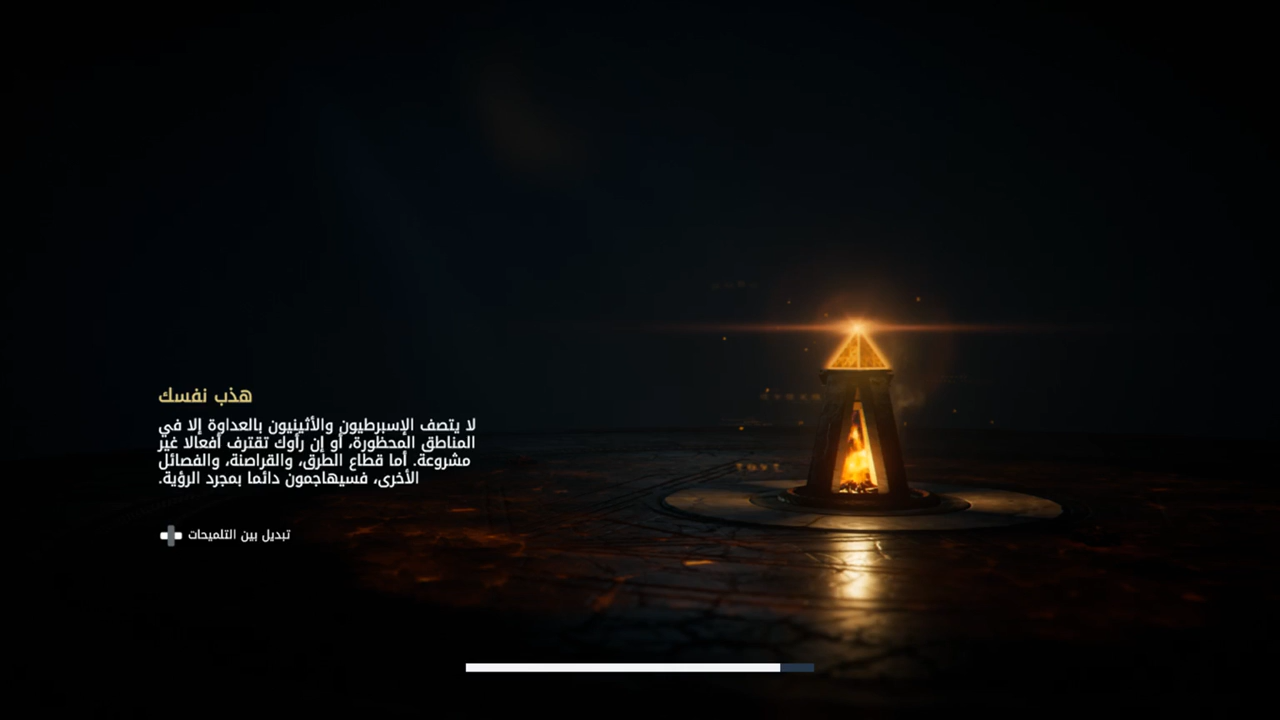 هذب نفسك
لا يتصف الإسبرطيون والأثينيون بالعداوة إلا في
المناطق المحظورة، أو إن رأوك تقترف أفعالا غير
مشروعة. أما قطاع الطرق، والقراصنة، والفصائل
الأخرى، فسيهاجمون دائما بمجرد الرؤية.
تبديل بين التلميحات